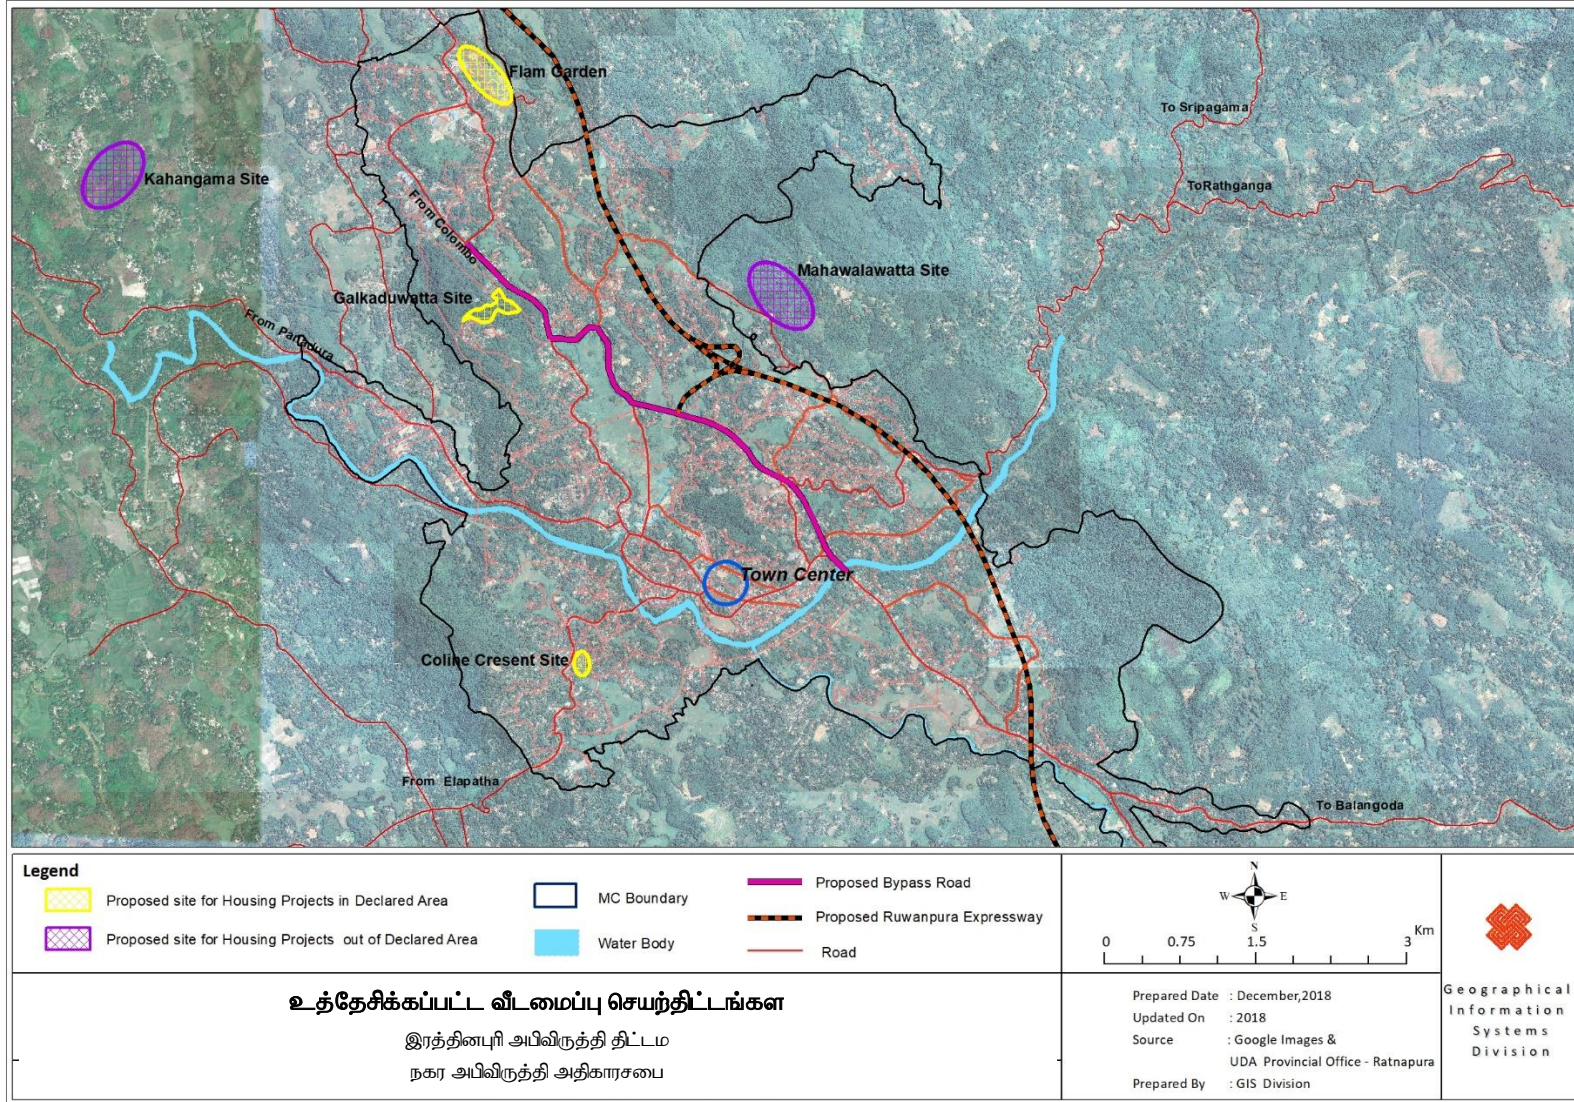 Flam Garden
To Sripagama
Kahangama Site
ToRathganga
From Colombo
Mahawalawatta Site
Galkaduwatta Site
From Panadura
Town Center
Coline Cresent Site
From Elapatha
To Balangoda
Legend
Proposed site for Housing Projects in Declared Area
Proposed site for Housing Projects out of Declared Area
MC Boundary
Water Body
Proposed Bypass Road
Proposed Ruwanpura Expressway
Road
N
W E
S
Km
0 0.75 1.5 3
உத்தேசிக்கப்பட்ட வீடமைப்பு செயற்திட்டங்கள
இரத்தினபுரி அபிவிருத்தி திட்டம
நகர அபிவிருத்தி அதிகாரசபை
Prepared Date : December,2018
Updated On : 2018
Source : Google Images &
UDA Provincial Office - Ratnapura
Prepared By : GIS Division
Geographical
Information
Systems
Division